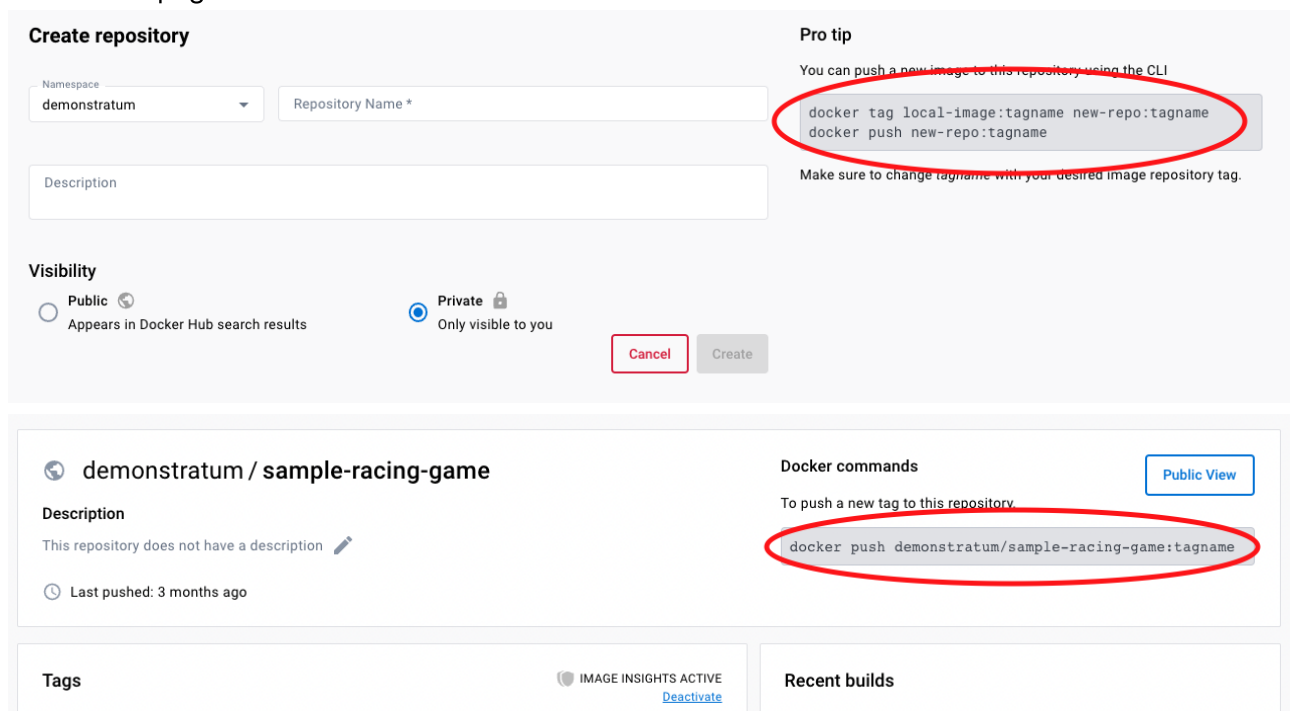 Create repository
Pro tip
You can push a new image to this repository using the CLI
Namespace
demonstratum
Repository Name *
docker tag local-image:tagname new-repo:tagname
docker push new-repo:tagname
Description
Make sure to change tagname with your desired image repository tag.
Visibility
Public
Appears in Docker Hub search results
Private
Only visible to you
Cancel
Create
demonstratum / sample-racing-game
Docker commands
Public View
To push a new tag to this repository,
Description
This repository does not have a description
docker push demonstratum/sample-racing-game:tagname
Last pushed: 3 months ago
Tags
IMAGE INSIGHTS ACTIVE
Deactivate
Recent builds